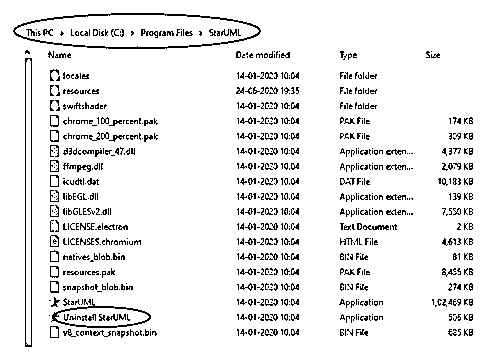 This PC > Local Disk (C:) > Program Files > StarUML
Name Date modified Type Size
locales 14-01-2020 10:04 File folder
resources 24-06-2020 19:35 File folder
swiftshader 14-01-2020 10:04 File folder
chrome_100_percent.pak 14-01-2020 10:04 PAK File 174 KB
chrome_200_percent.pak 14-01-2020 10:04 PAK File 309 KB
d3dcompiler_47.dll 14-01-2020 10:04 Application exten... 4,377 KB
ffmpeg.dll 14-01-2020 10:04 Application exten... 2,079 KB
icudtl.dat 14-01-2020 10:04 DAT File 10,183 KB
libEGL.dll 14-01-2020 10:04 Application exten... 139 KB
libGLESv2.dll 14-01-2020 10:04 Application exten... 7,550 KB
LICENSE.electron 14-01-2020 10:04 Text Document 2 KB
LICENSES.chromium 14-01-2020 10:04 HTML File 4,613 KB
natives_blob.bin 14-01-2020 10:04 BIN File 81 KB
resources.pak 14-01-2020 10:04 PAK File 8,455 KB
snapshot_blob.bin 14-01-2020 10:04 BIN File 274 KB
StarUML 14-01-2020 10:04 Application 1,02,469 KB
Uninstall StarUML 14-01-2020 10:04 Application 506 KB
v8_context_snapshot.bin 14-01-2020 10:04 BIN File 685 KB